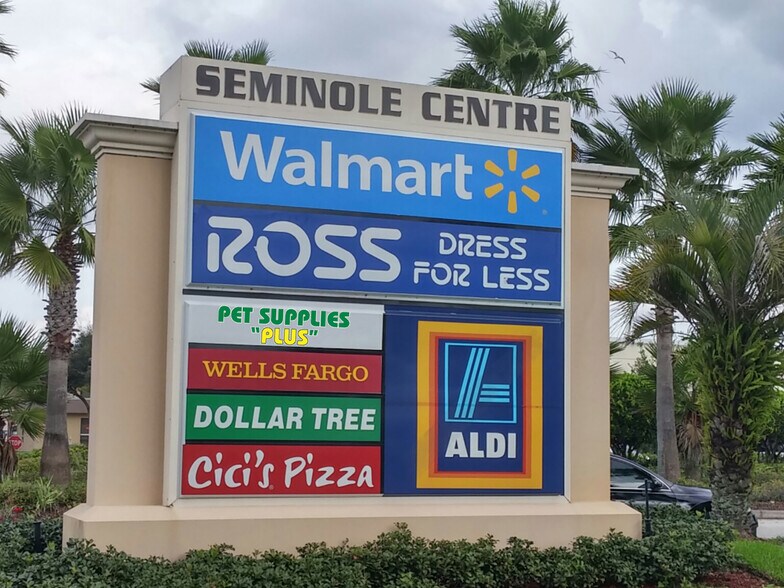 SEMINOLE CENTRE
Walmart
ROSS DRESS
FOR LESS
PET SUPPLIES
"PLUS"
WELLS FARGO
DOLLAR TREE
CiCi's Pizza
ALDI